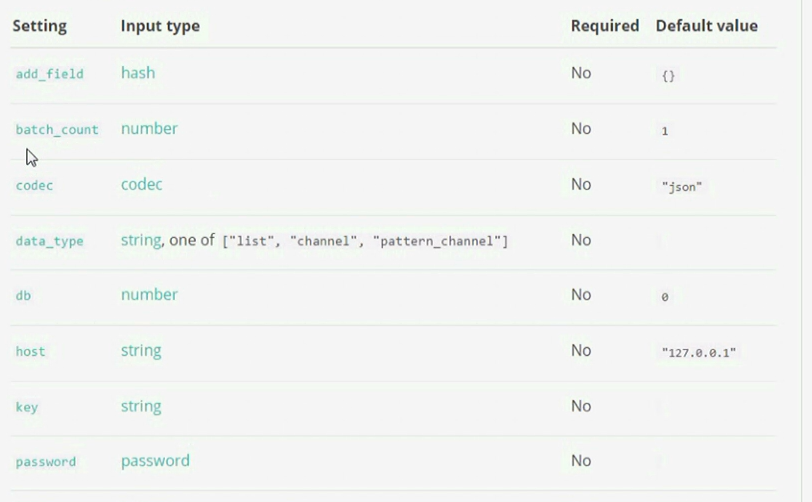 Setting Input type Required Default value
add_field hash No {}
batch_count number No 1
codec codec No "json"
data_type string, one of ["list", "channel", "pattern_channel"] No
db number No 0
host string No "127.0.0.1"
key string No
password password No